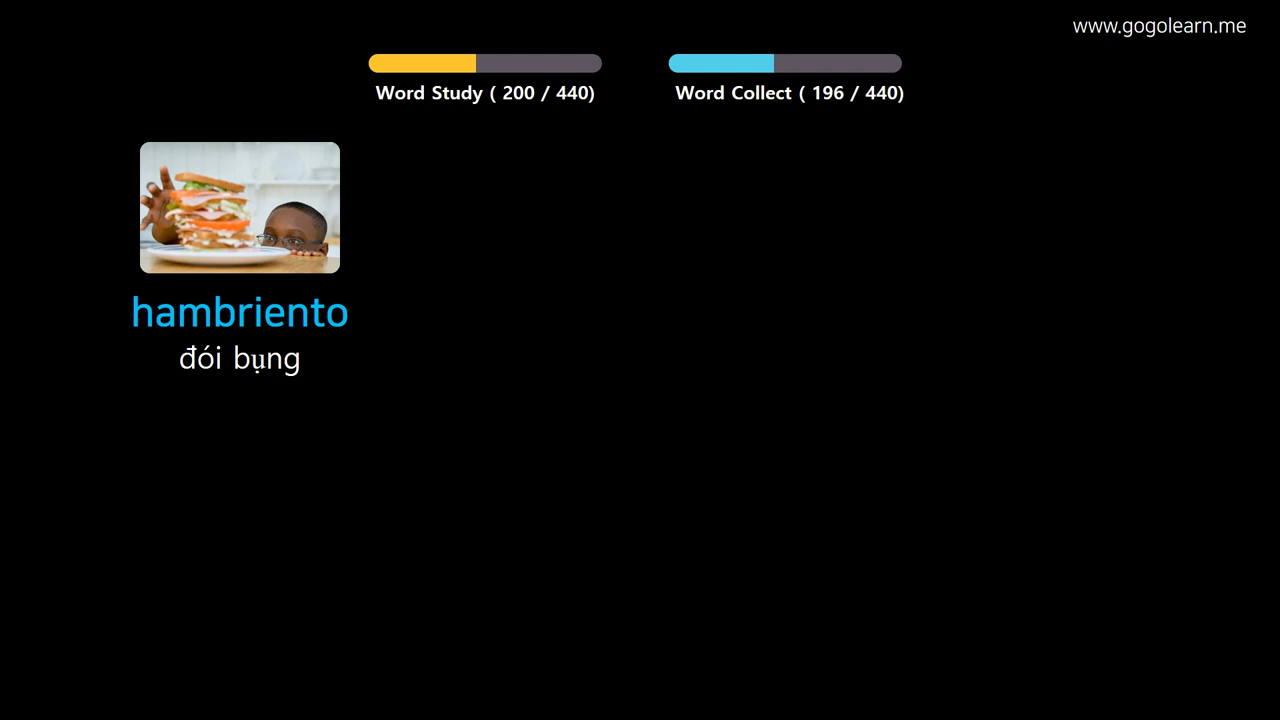 www.gogolearn.me
Word Study ( 200 / 440)
Word Collect ( 196 / 440)
hambriento
đói bụng